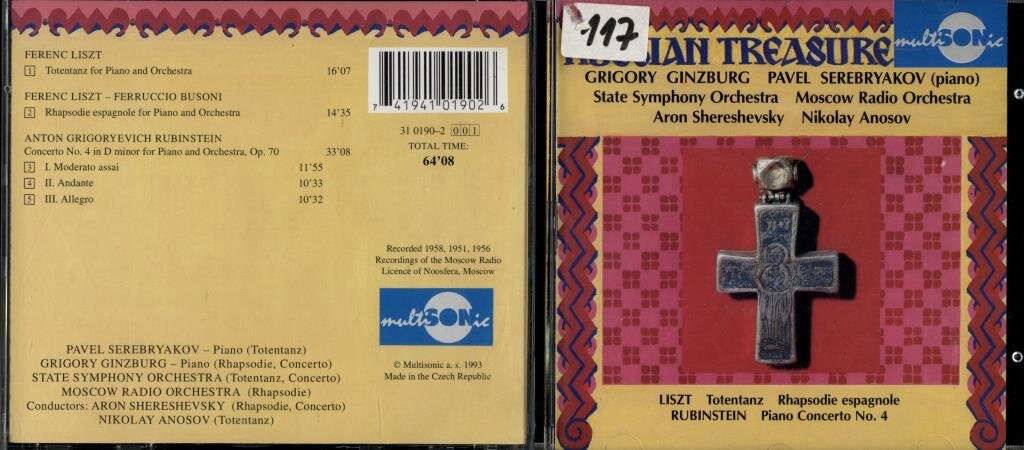 FERENC LISZT
1 Totentanz for Piano and Orchestra 16'07
FERENC LISZT – FERRUCCIO BUSONI
2 Rhapsodie espagnole for Piano and Orchestra 14'35
ANTON GRIGORYEVICH RUBINSTEIN
Concerto No. 4 in D minor for Piano and Orchestra, Op. 70 33'08
3 I. Moderato assai 11'55
4 II. Andante 10'33
5 III. Allegro 10'32
7 41941 01902 6
31 0190–2 001
TOTAL TIME:
64'08
Recorded 1958, 1951, 1956
Recordings of the Moscow Radio
Licence of Noosfera, Moscow
multiSONic
© Multisonic a. s. 1993
Made in the Czech Republic
PAVEL SEREBRYAKOV – Piano (Totentanz)
GRIGORY GINZBURG – Piano (Rhapsodie, Concerto)
STATE SYMPHONY ORCHESTRA (Totentanz, Concerto)
MOSCOW RADIO ORCHESTRA (Rhapsodie)
Conductors: ARON SHERESHEVSKY (Rhapsodie, Concerto)
NIKOLAY ANOSOV (Totentanz)
117
multiSONic
TREASURE
GRIGORY GINZBURG PAVEL SEREBRYAKOV (piano)
State Symphony Orchestra Moscow Radio Orchestra
Aron Shereshevsky Nikolay Anosov
LISZT Totentanz Rhapsodie espagnole
RUBINSTEIN Piano Concerto No. 4